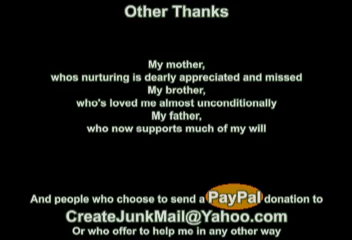 Other Thanks
My mother,
whos nurturing is dearly appreciated and missed
My brother,
who's loved me almost unconditionally
My father,
who now supports much of my will
And people who choose to send a PayPal donation to
CreateJunkMail@Yahoo.com
Or who offer to help me in any other way